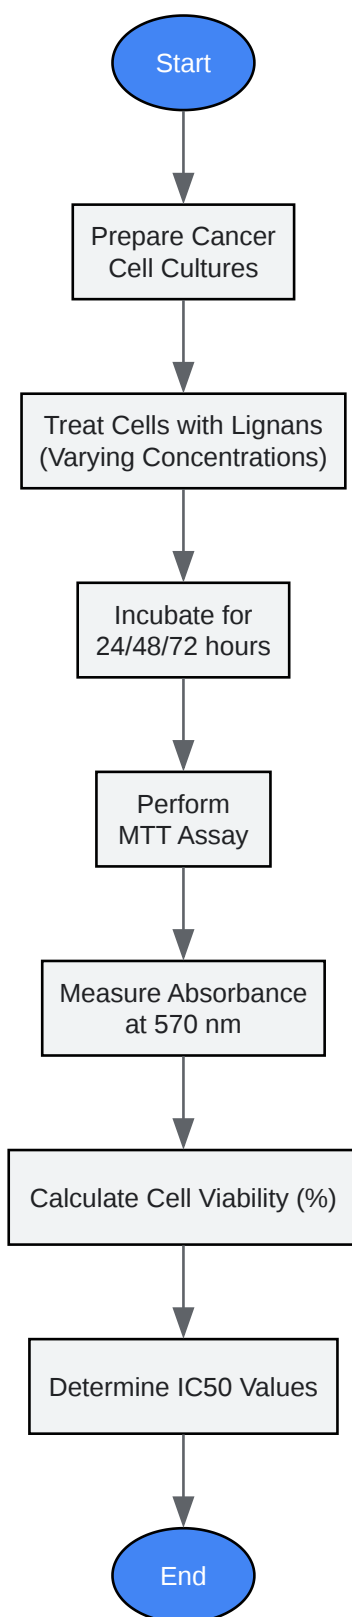 Start
Prepare Cancer
Cell Cultures
Treat Cells with Lignans
(Varying Concentrations)
Incubate for
24/48/72 hours
Perform
MTT Assay
Measure Absorbance
at 570 nm
Calculate Cell Viability (%)
Determine IC50 Values
End